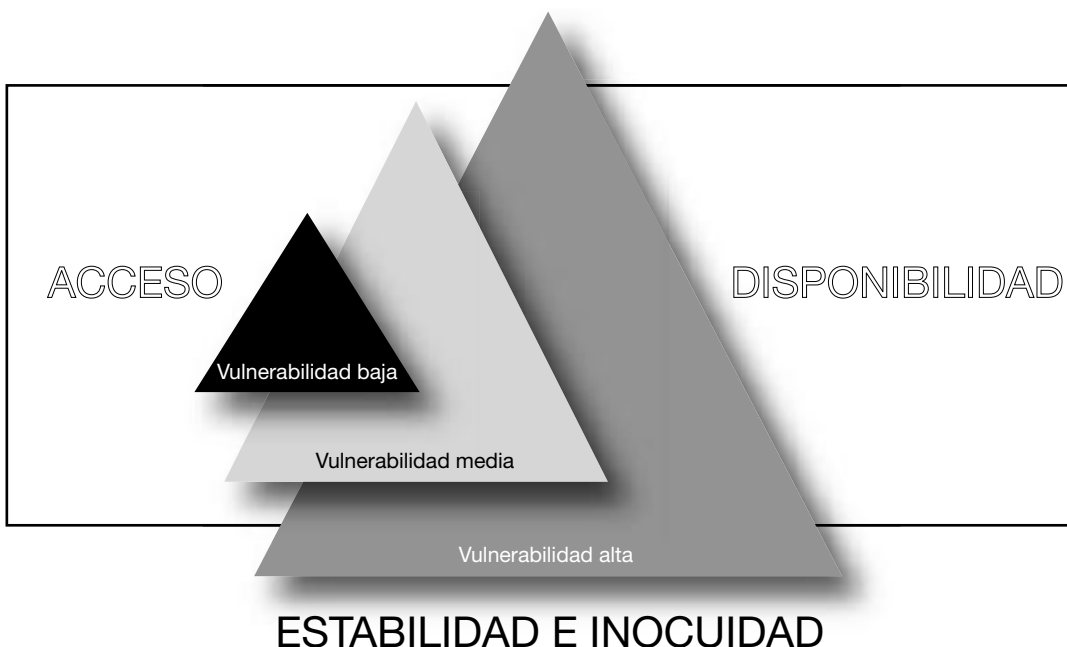 ACCESO
DISPONIBILIDAD
Vulnerabilidad baja
Vulnerabilidad media
Vulnerabilidad alta
ESTABILIDAD E INOCUIDAD